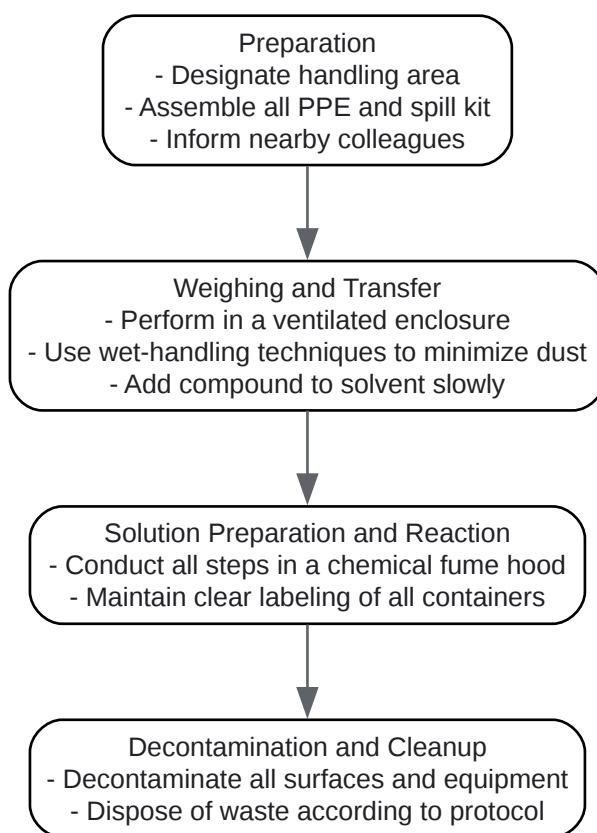 Preparation
- Designate handling area
- Assemble all PPE and spill kit
- Inform nearby colleagues
Weighing and Transfer
- Perform in a ventilated enclosure
- Use wet-handling techniques to minimize dust
- Add compound to solvent slowly
Solution Preparation and Reaction
- Conduct all steps in a chemical fume hood
- Maintain clear labeling of all containers
Decontamination and Cleanup
- Decontaminate all surfaces and equipment
- Dispose of waste according to protocol